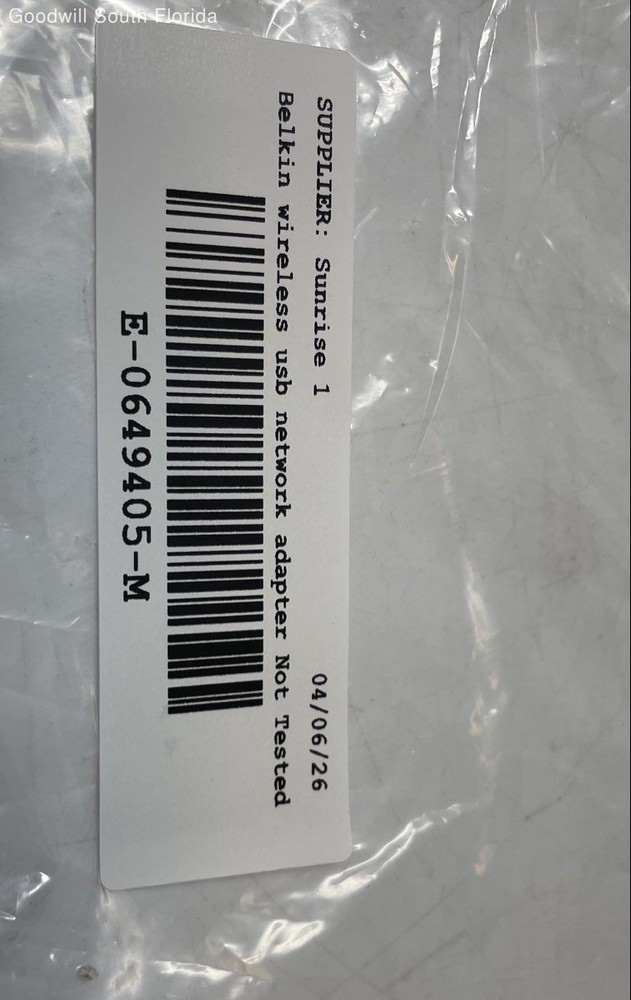 Goodwill South Florida
SUPPLIER: Sunrise 1 04/06/26
Belkin wireless usb network adapter Not Tested
E-0649405-M